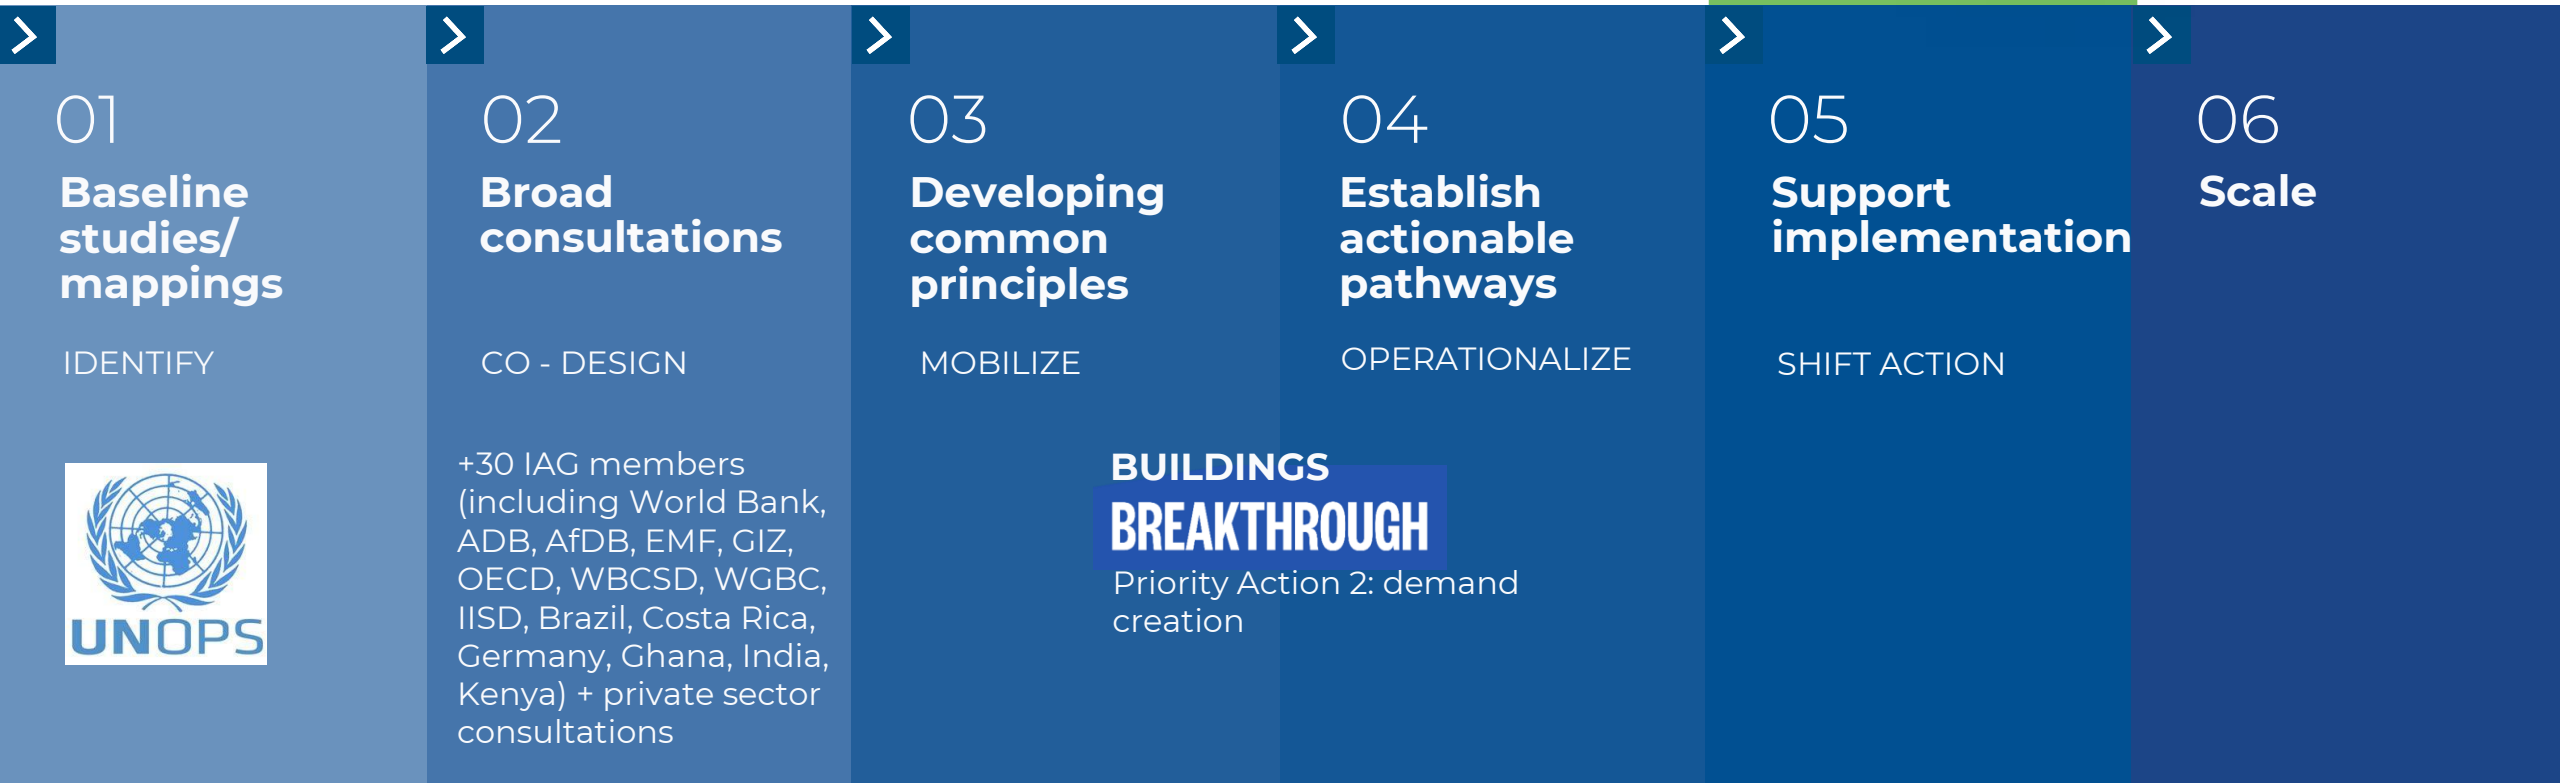 01
Baseline
studies/
mappings
IDENTIFY
UNOPS
02
Broad
consultations
CO - DESIGN
+30 IAG members
(including World Bank,
ADB, AfDB, EMF, GIZ,
OECD, WBCSD, WGBC,
IISD, Brazil, Costa Rica,
Germany, Ghana, India,
Kenya) + private sector
consultations
03
Developing
common
principles
MOBILIZE
04
Establish
actionable
pathways
OPERATIONALIZE
BUILDINGS
BREAKTHROUGH
Priority Action 2: demand
creation
05
Support
implementation
SHIFT ACTION
06
Scale